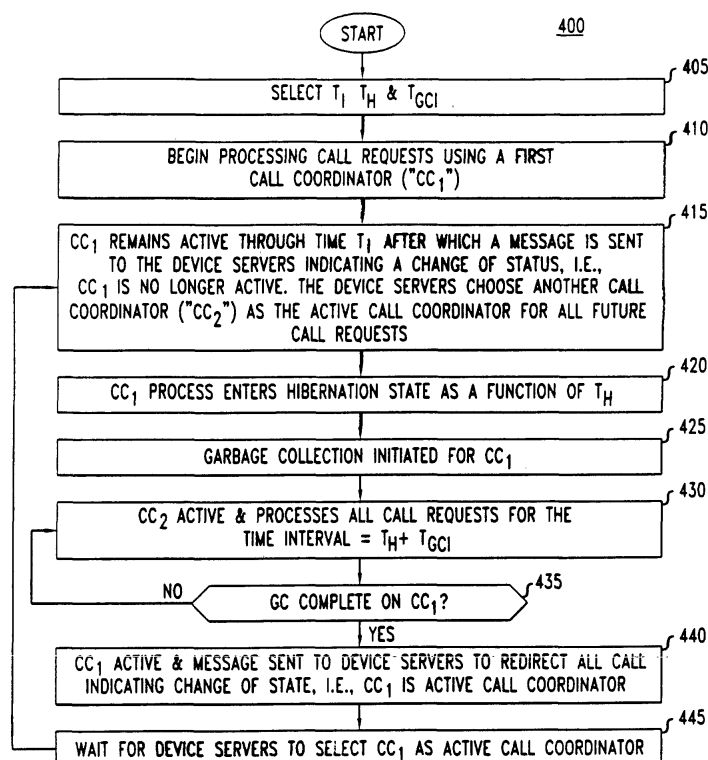 START
400
405
SELECT TI TH & TGCI
410
BEGIN PROCESSING CALL REQUESTS USING A FIRST
CALL COORDINATOR ("CC1")
415
CC1 REMAINS ACTIVE THROUGH TIME TI AFTER WHICH A MESSAGE IS SENT
TO THE DEVICE SERVERS INDICATING A CHANGE OF STATUS, I.E.,
CC1 IS NO LONGER ACTIVE. THE DEVICE SERVERS CHOOSE ANOTHER CALL
COORDINATOR ("CC2") AS THE ACTIVE CALL COORDINATOR FOR ALL FUTURE
CALL REQUESTS
420
CC1 PROCESS ENTERS HIBERNATION STATE AS A FUNCTION OF TH
425
GARBAGE COLLECTION INITIATED FOR CC1
430
CC2 ACTIVE & PROCESSES ALL CALL REQUESTS FOR THE
TIME INTERVAL = TH+ TGCI
435
NO
GC COMPLETE ON CC1?
YES
440
CC1 ACTIVE & MESSAGE SENT TO DEVICE SERVERS TO REDIRECT ALL CALL
INDICATING CHANGE OF STATE, I.E., CC1 IS ACTIVE CALL COORDINATOR
445
WAIT FOR DEVICE SERVERS TO SELECT CC1 AS ACTIVE CALL COORDINATOR